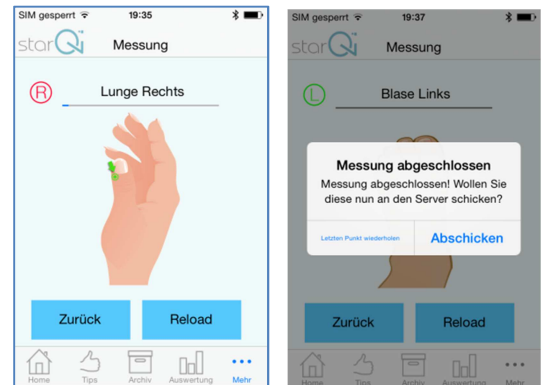 SIM gesperrt 19:35
starQi™ Messung
R Lunge Rechts
Zurück Reload
Home Tips Archiv Auswertung Mehr
SIM gesperrt 19:37
starQi™ Messung
L Blase Links
Messung abgeschlossen
Messung abgeschlossen! Wollen Sie
diese nun an den Server schicken?
Letzten Punkt wiederholen Abschicken
Zurück Reload
Home Tips Archiv Auswertung Mehr